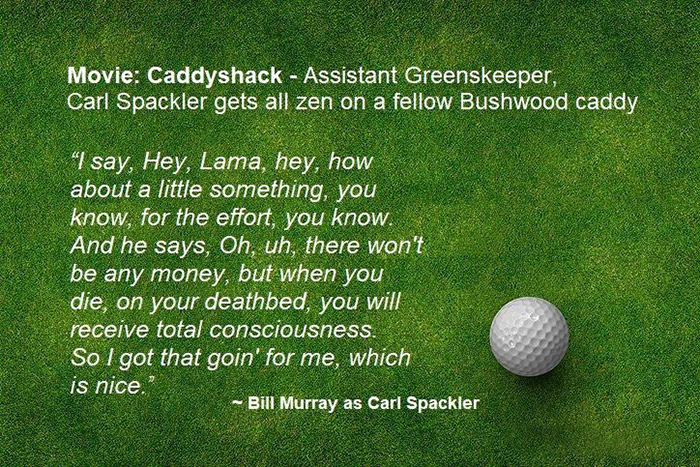 Movie: Caddyshack - Assistant Greenskeeper,
Carl Spackler gets all zen on a fellow Bushwood caddy
“I say, Hey, Lama, hey, how
about a little something, you
know, for the effort, you know.
And he says, Oh, uh, there won't
be any money, but when you
die, on your deathbed, you will
receive total consciousness.
So I got that goin' for me, which
is nice.”
~ Bill Murray as Carl Spackler